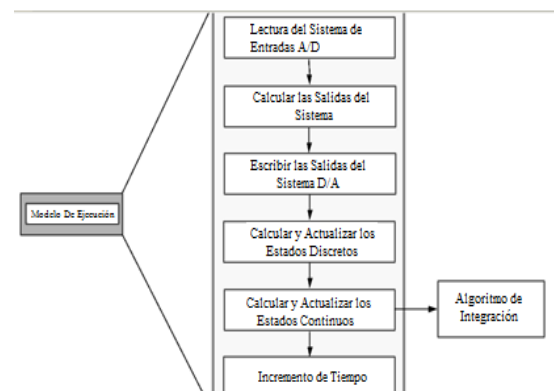 Lectura del Sistema de
Entradas A/D
Calcular las Salidas del
Sistema
Escribir las Salidas del
Sistema D/A
Modelo De Ejecución
Calcular y Actualizar los
Estados Discretos
Calcular y Actualizar los
Estados Continuos
Algoritmo de
Integración
Incremento de Tiempo